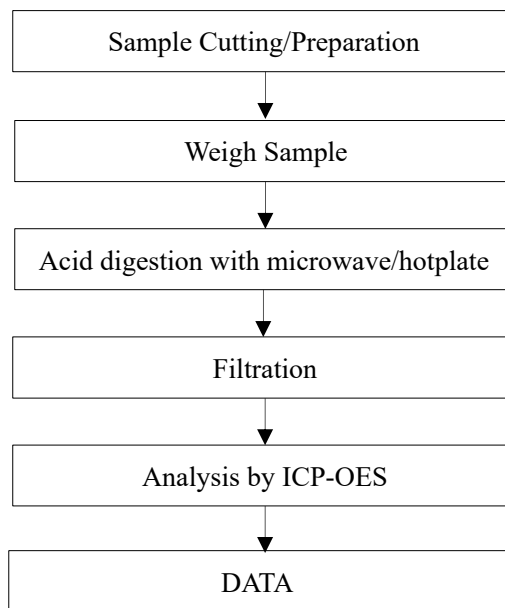 Sample Cutting/Preparation
Weigh Sample
Acid digestion with microwave/hotplate
Filtration
Analysis by ICP-OES
DATA